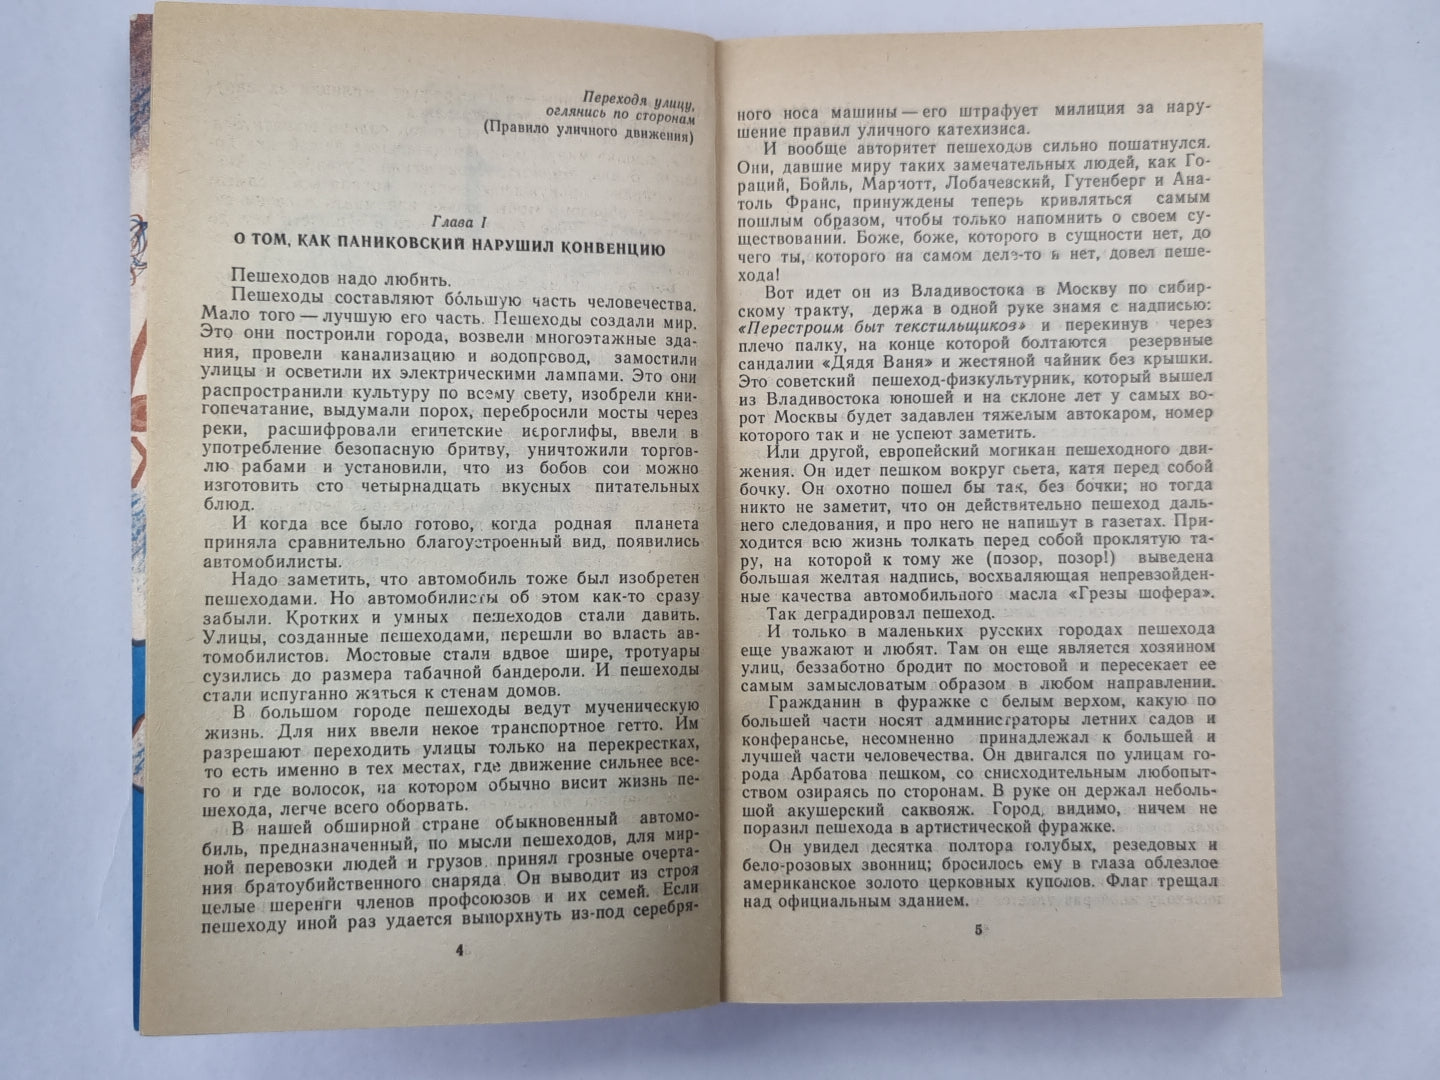 Переходя улицу,
оглянись по сторонам
(Правило уличного движения)
Глава I
О ТОМ, КАК ПАНИКОВСКИЙ НАРУШИЛ КОНВЕНЦИЮ
Пешеходов надо любить.
Пешеходы составляют бо́льшую часть человечества.
Мало того — лучшую его часть. Пешеходы создали мир.
Это они построили города, возвели многоэтажные зда-
ния, провели канализацию и водопровод, замостили
улицы и осветили их электрическими лампами. Это они
распространили культуру по всему свету, изобрели кни-
гопечатание, выдумали порох, перебросили мосты через
реки, расшифровали египетские иероглифы, ввели в
употребление безопасную бритву, уничтожили торгов-
лю рабами и установили, что из бобов сои можно
изготовить сто четырнадцать вкусных питательных
блюд.
И когда все было готово, когда родная планета
приняла сравнительно благоустроенный вид, появились
автомобилисты.
Надо заметить, что автомобиль тоже был изобретен
пешеходами. Но автомобилисты об этом как-то сразу
забыли. Кротких и умных пешеходов стали давить.
Улицы, созданные пешеходами, перешли во власть ав-
томобилистов. Мостовые стали вдвое шире, тротуары
сузились до размера табачной бандероли. И пешеходы
стали испуганно жаться к стенам домов.
В большом городе пешеходы ведут мученическую
жизнь. Для них ввели некое транспортное гетто. Им
разрешают переходить улицы только на перекрестках,
то есть именно в тех местах, где движение сильнее все-
го и где волосок, на котором обычно висит жизнь пе-
шехода, легче всего оборвать.
В нашей обширной стране обыкновенный автомо-
биль, предназначенный, по мысли пешеходов, для мир-
ной перевозки людей и грузов, принял грозные очерта-
ния братоубийственного снаряда. Он выводит из строя
целые шеренги членов профсоюзов и их семей. Если
пешеходу иной раз удается выпорхнуть из-под серебря-
4
ного носа машины — его штрафует милиция за нару-
шение правил уличного катехизиса.
И вообще авторитет пешеходов сильно пошатнулся.
Они, давшие миру таких замечательных людей, как Го-
раций, Бойль, Мариотт, Лобачевский, Гутенберг и Ана-
толь Франс, принуждены теперь кривляться самым
пошлым образом, чтобы только напомнить о своем су-
ществовании. Боже, боже, которого в сущности нет, до
чего ты, которого на самом деле-то и нет, довел пеше-
хода!
Вот идет он из Владивостока в Москву по сибир-
скому тракту, держа в одной руке знамя с надписью:
«Перестроим быт текстильщиков» и перекинув через
плечо палку, на конце которой болтаются резервные
сандалии «Дядя Ваня» и жестяной чайник без крышки.
Это советский пешеход-физкультурник, который вышел
из Владивостока юношей и на склоне лет у самых во-
рот Москвы будет задавлен тяжелым автокаром, номер
которого так и не успеют заметить.
Или другой, европейский могикан пешеходного дви-
жения. Он идет пешком вокруг света, катя перед собой
бочку. Он охотно пошел бы так, без бочки; но тогда
никто не заметит, что он действительно пешеход даль-
него следования, и про него не напишут в газетах. При-
ходится всю жизнь толкать перед собой проклятую та-
ру, на которой к тому же (позор, позор!) выведена
большая желтая надпись, восхваляющая непревзойден-
ные качества автомобильного масла «Грезы шофера».
Так деградировал пешеход.
И только в маленьких русских городах пешехода
еще уважают и любят. Там он еще является хозяином
улиц, беззаботно бродит по мостовой и пересекает ее
самым замысловатым образом в любом направлении.
Гражданин в фуражке с белым верхом, какую по
большей части носят администраторы летних садов и
конферансье, несомненно принадлежал к большей и
лучшей части человечества. Он двигался по улицам го-
рода Арбатова пешком, со снисходительным любопыт-
ством озираясь по сторонам. В руке он держал неболь-
шой акушерский саквояж. Город, видимо, ничем не
поразил пешехода в артистической фуражке.
Он увидел десятка полтора голубых, резедовых и
бело-розовых звонниц; бросилось ему в глаза облезлое
американское золото церковных куполов. Флаг трещал
над официальным зданием.
5